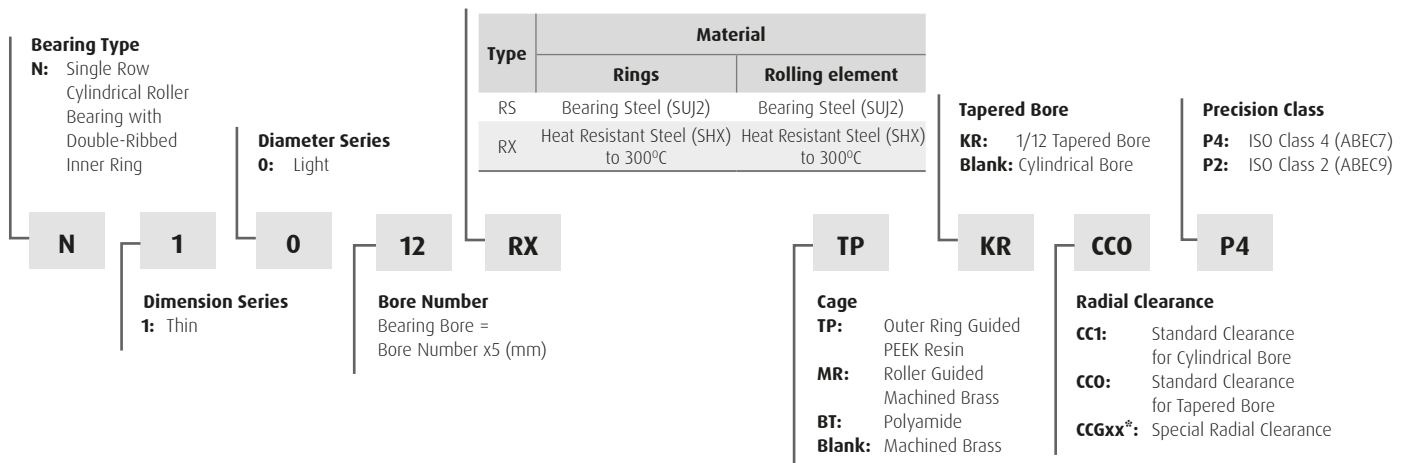 Bearing Type
N: Single Row
Cylindrical Roller
Bearing with
Double-Ribbed
Inner Ring
Diameter Series
0: Light
Type
Material
Rings
Rolling element
RS
Bearing Steel (SUJ2)
Bearing Steel (SUJ2)
RX
Heat Resistant Steel (SHX)
to 300⁰C
Heat Resistant Steel (SHX)
to 300⁰C
Tapered Bore
KR: 1/12 Tapered Bore
Blank: Cylindrical Bore
Precision Class
P4: ISO Class 4 (ABEC7)
P2: ISO Class 2 (ABEC9)
N
1
0
12
RX
TP
KR
CC0
P4
Dimension Series
1: Thin
Bore Number
Bearing Bore =
Bore Number x5 (mm)
Cage
TP: Outer Ring Guided
PEEK Resin
MR: Roller Guided
Machined Brass
BT: Polyamide
Blank: Machined Brass
Radial Clearance
CC1: Standard Clearance
for Cylindrical Bore
CC0: Standard Clearance
for Tapered Bore
CCGxx*: Special Radial Clearance